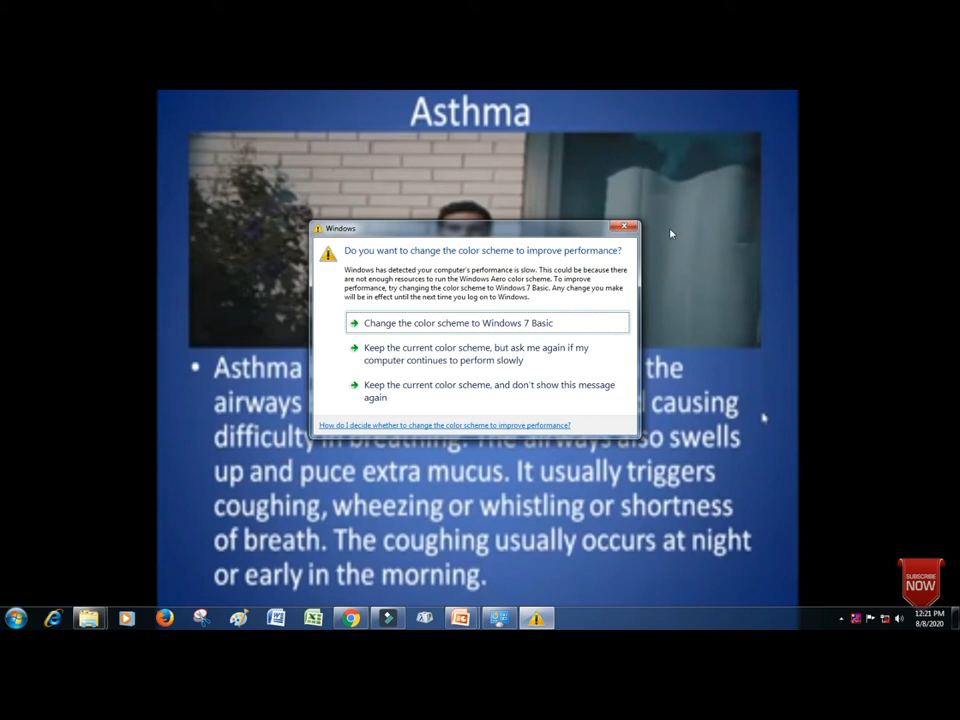 Asthma
Windows
Do you want to change the color scheme to improve performance?
Windows has detected your computer's performance is slow. This could be because there
are not enough resources to run the Windows Aero color scheme. To improve
performance, try changing the color scheme to Windows 7 Basic. Any change you make
will be in effect until the next time you log on to Windows.
Change the color scheme to Windows 7 Basic
Keep the current color scheme, but ask me again if my
computer continues to perform slowly
Keep the current color scheme, and don't show this message
again
How do I decide whether to change the color scheme to improve performance?
• Asthma the
airways causing
difficulty in breathing. The airways also swells
up and puce extra mucus. It usually triggers
coughing, wheezing or whistling or shortness
of breath. The coughing usually occurs at night
or early in the morning.
SUBSCRIBE
NOW
12:21 PM
8/8/2020